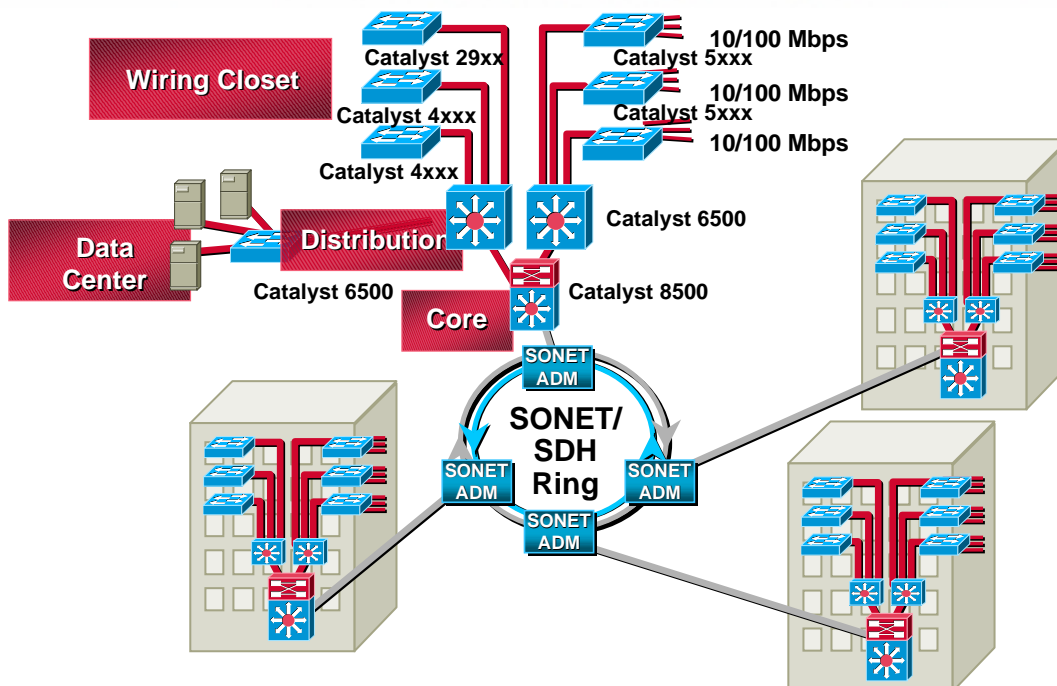 Wiring Closet
Catalyst 29xx
Catalyst 4xxx
Catalyst 4xxx
10/100 Mbps
Catalyst 5xxx
10/100 Mbps
Catalyst 5xxx
10/100 Mbps
Data
Center
Distribution
Catalyst 6500
Catalyst 6500
Core
Catalyst 8500
SONET
ADM
SONET/
SDH
Ring
SONET
ADM
SONET
ADM
SONET
ADM